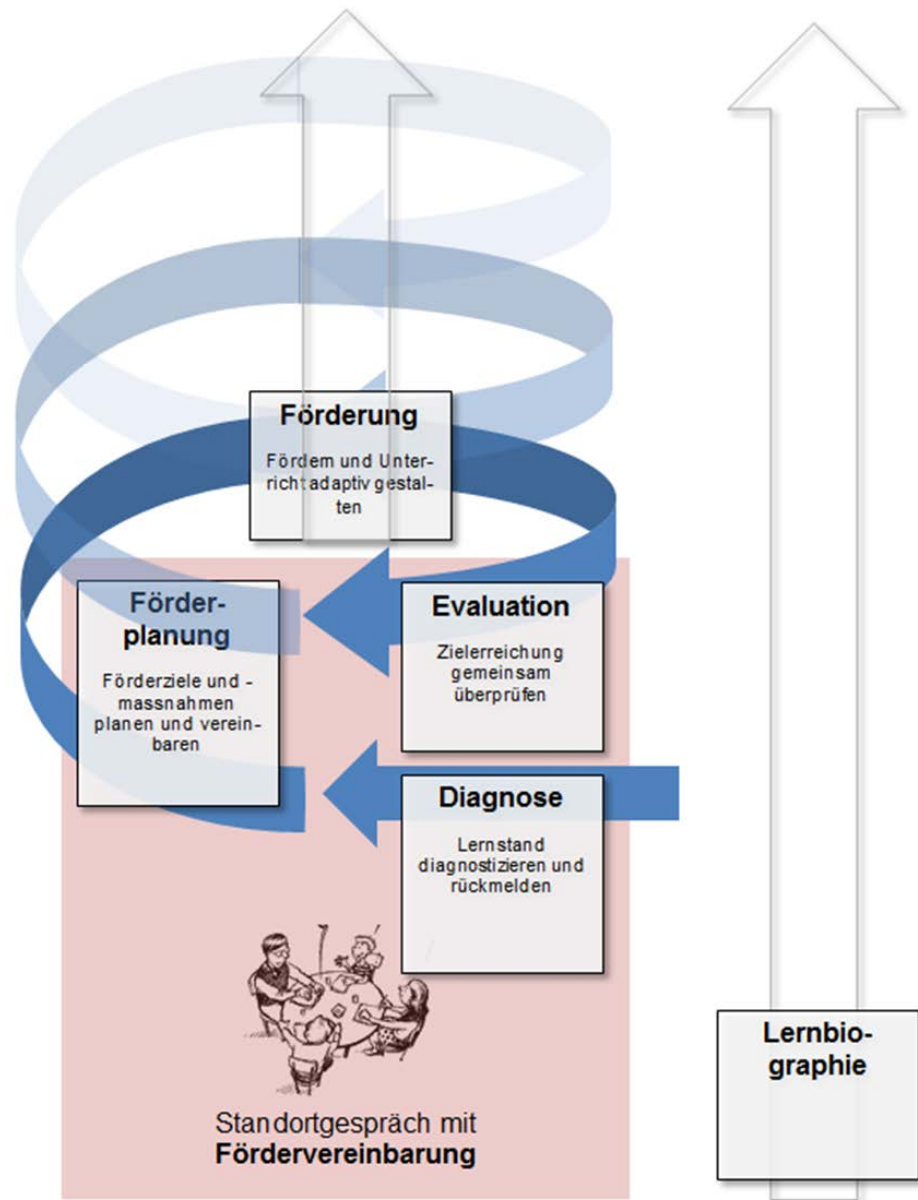 Förderung
Fördern und Unter-
richt adaptiv gestal-
ten
Förder-
planung
Förderziele und -
massnahmen
planen und verein-
baren
Evaluation
Zielerreichung
gemeinsam
überprüfen
Diagnose
Lernstand
diagnostizieren und
rückmelden
Standortgespräch mit
Fördervereinbarung
Lernbio-
graphie